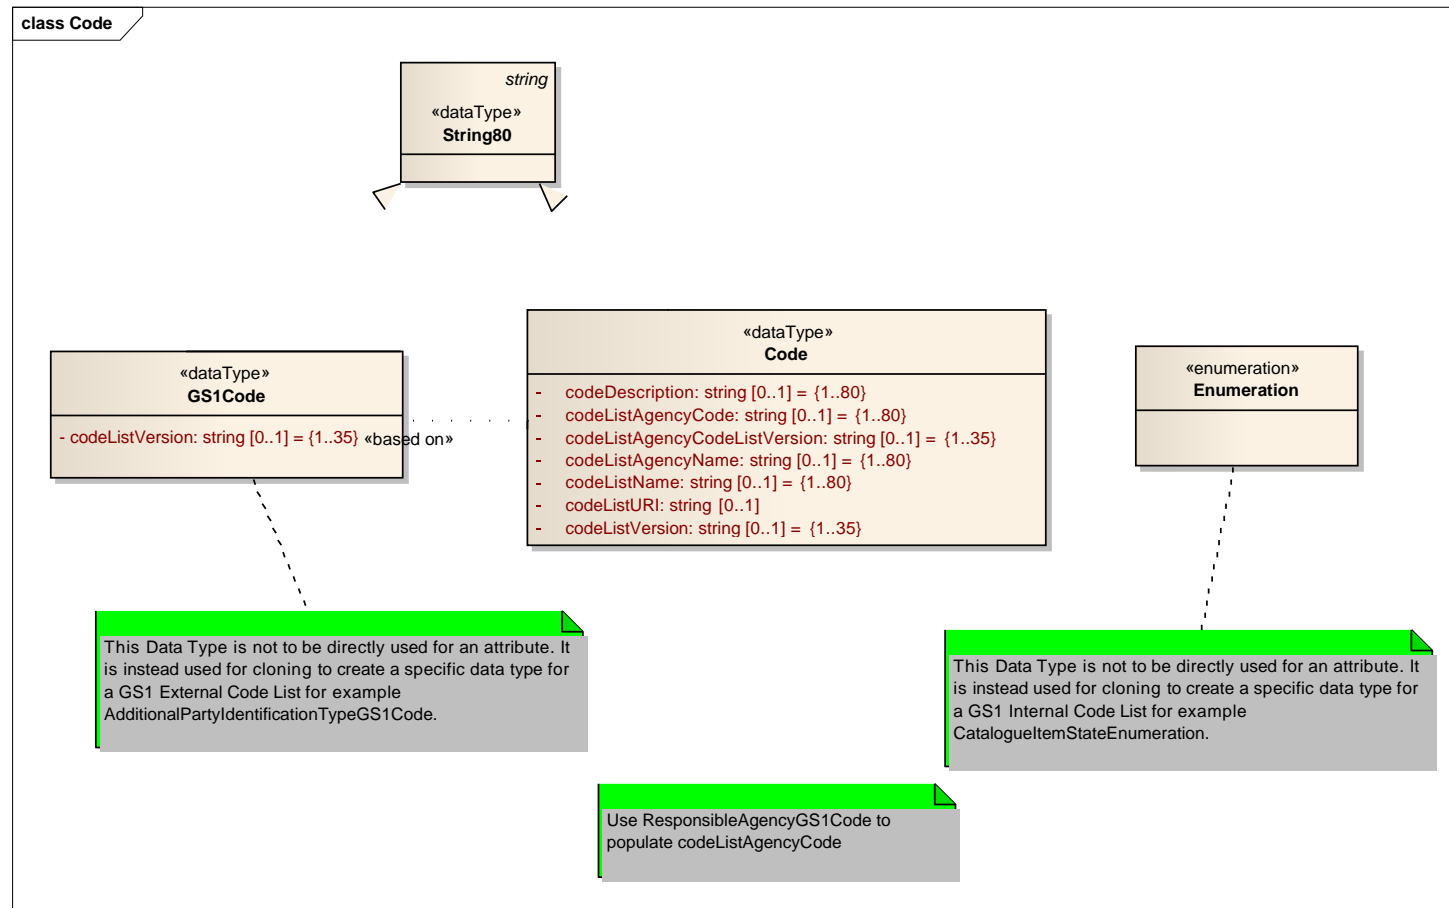 class Code
string
«dataType»
String80
«dataType»
GS1Code
- codeListVersion: string [0..1] = {1..35}
«based on»
«dataType»
Code
- codeDescription: string [0..1] = {1..80}
- codeListAgencyCode: string [0..1] = {1..80}
- codeListAgencyCodeListVersion: string [0..1] = {1..35}
- codeListAgencyName: string [0..1] = {1..80}
- codeListName: string [0..1] = {1..80}
- codeListURI: string [0..1]
- codeListVersion: string [0..1] = {1..35}
«enumeration»
Enumeration
This Data Type is not to be directly used for an attribute. It
is instead used for cloning to create a specific data type for
a GS1 External Code List for example
AdditionalPartyIdentificationTypeGS1Code.
This Data Type is not to be directly used for an attribute. It
is instead used for cloning to create a specific data type for
a GS1 Internal Code List for example
CatalogueItemStateEnumeration.
Use ResponsibleAgencyGS1Code to
populate codeListAgencyCode